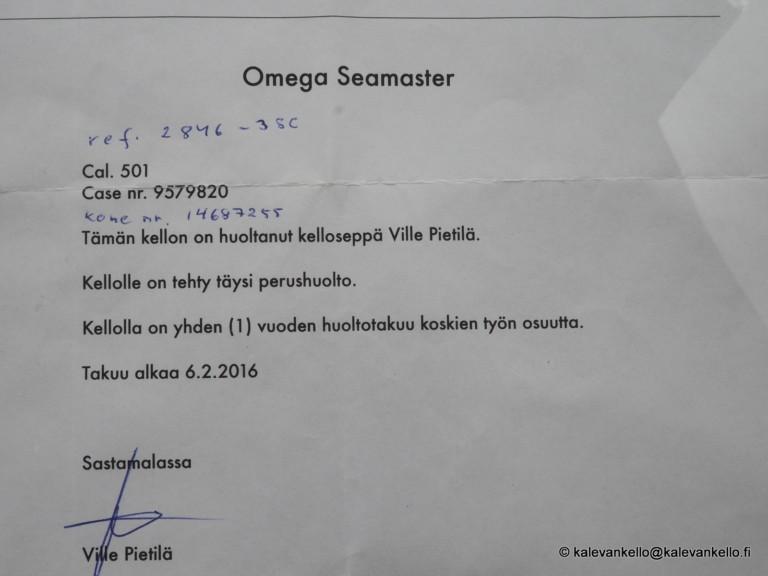 Omega Seamaster
ref. 2846-3SC
Cal. 501
Case nr. 9579820
Kone nr. 14687255
Tämän kellon on huoltanut kelloseppä Ville Pietilä.
Kellolle on tehty täysi perushuolto.
Kellolla on yhden (1) vuoden huoltotakuu koskien työn osuutta.
Takuu alkaa 6.2.2016
Sastamalassa
Ville Pietilä
© kalevankello@kalevankello.fi